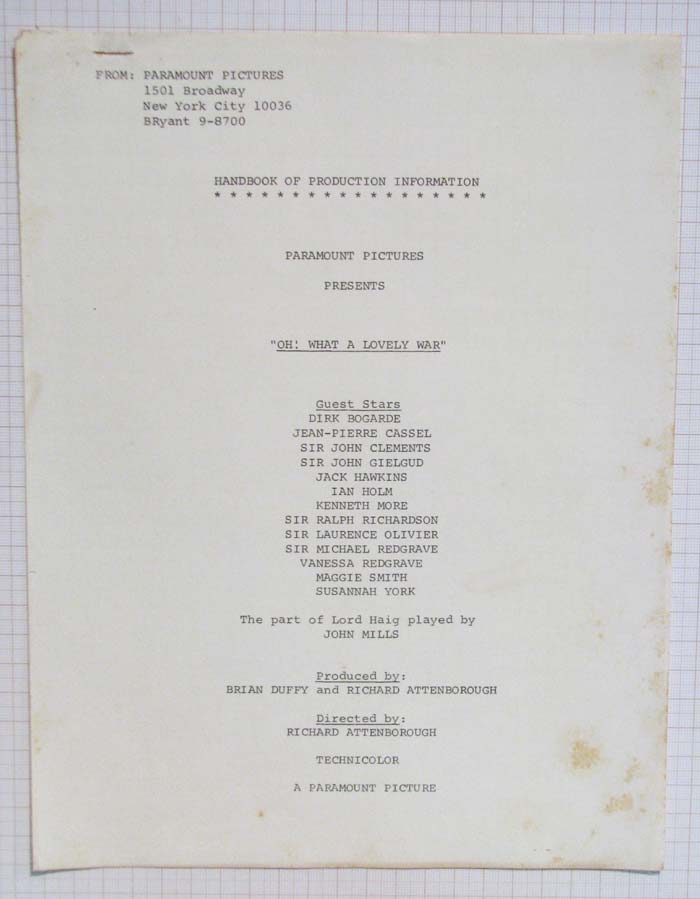 FROM: PARAMOUNT PICTURES
1501 Broadway
New York City 10036
BRyant 9-8700
HANDBOOK OF PRODUCTION INFORMATION
* * * * * * * * * * * * * * * * * *
PARAMOUNT PICTURES
PRESENTS
"OH! WHAT A LOVELY WAR"
Guest Stars
DIRK BOGARDE
JEAN-PIERRE CASSEL
SIR JOHN CLEMENTS
SIR JOHN GIELGUD
JACK HAWKINS
IAN HOLM
KENNETH MORE
SIR RALPH RICHARDSON
SIR LAURENCE OLIVIER
SIR MICHAEL REDGRAVE
VANESSA REDGRAVE
MAGGIE SMITH
SUSANNAH YORK
The part of Lord Haig played by
JOHN MILLS
Produced by:
BRIAN DUFFY and RICHARD ATTENBOROUGH
Directed by:
RICHARD ATTENBOROUGH
TECHNICOLOR
A PARAMOUNT PICTURE